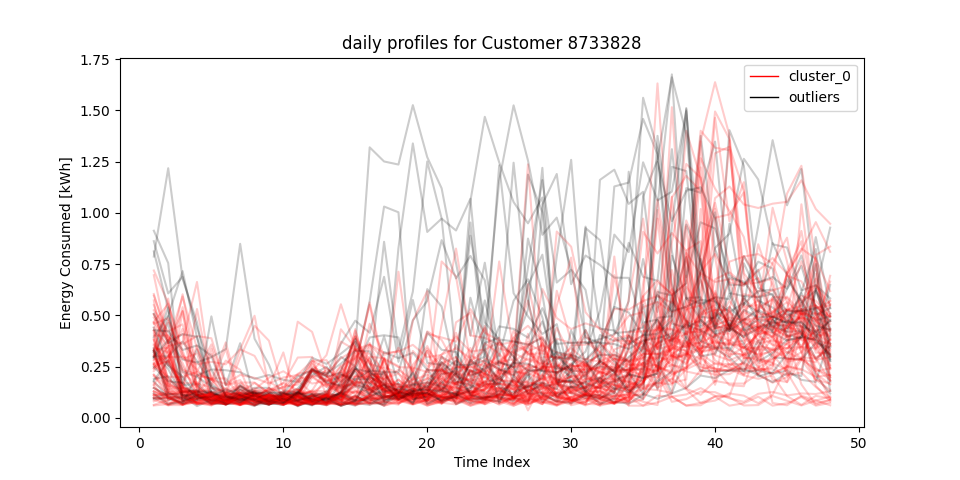 daily profiles for Customer 8733828
cluster_0
outliers
Energy Consumed [kWh]
1.75
1.50
1.25
1.00
0.75
0.50
0.25
0.00
0 10 20 30 40 50
Time Index